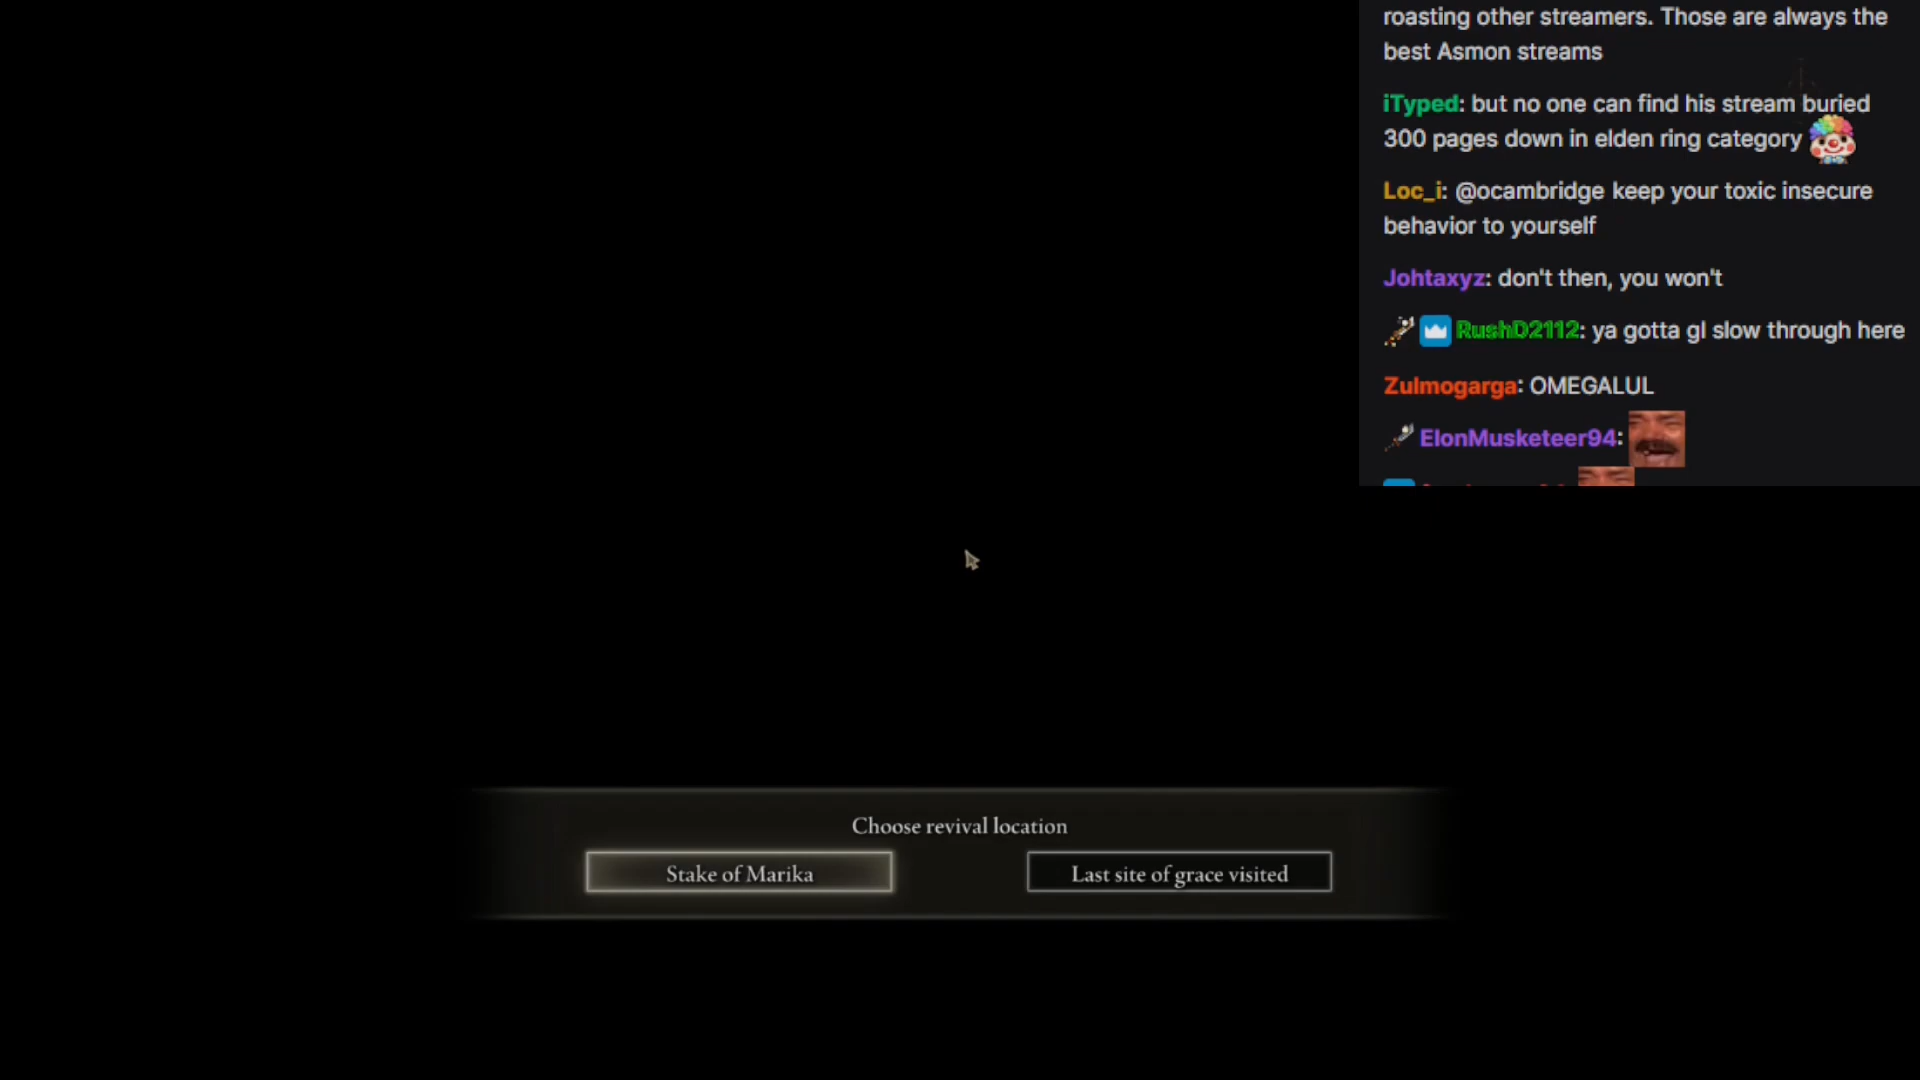 roasting other streamers. Those are always the
best Asmon streams
iTyped: but no one can find his stream buried
300 pages down in elden ring category
Loc_i: @ocambridge keep your toxic insecure
behavior to yourself
Johtaxyz: don't then, you won't
RushD2112: ya gotta gl slow through here
Zulmogarga: OMEGALUL
ElonMusketeer94:
Choose revival location
Stake of Marika
Last site of grace visited